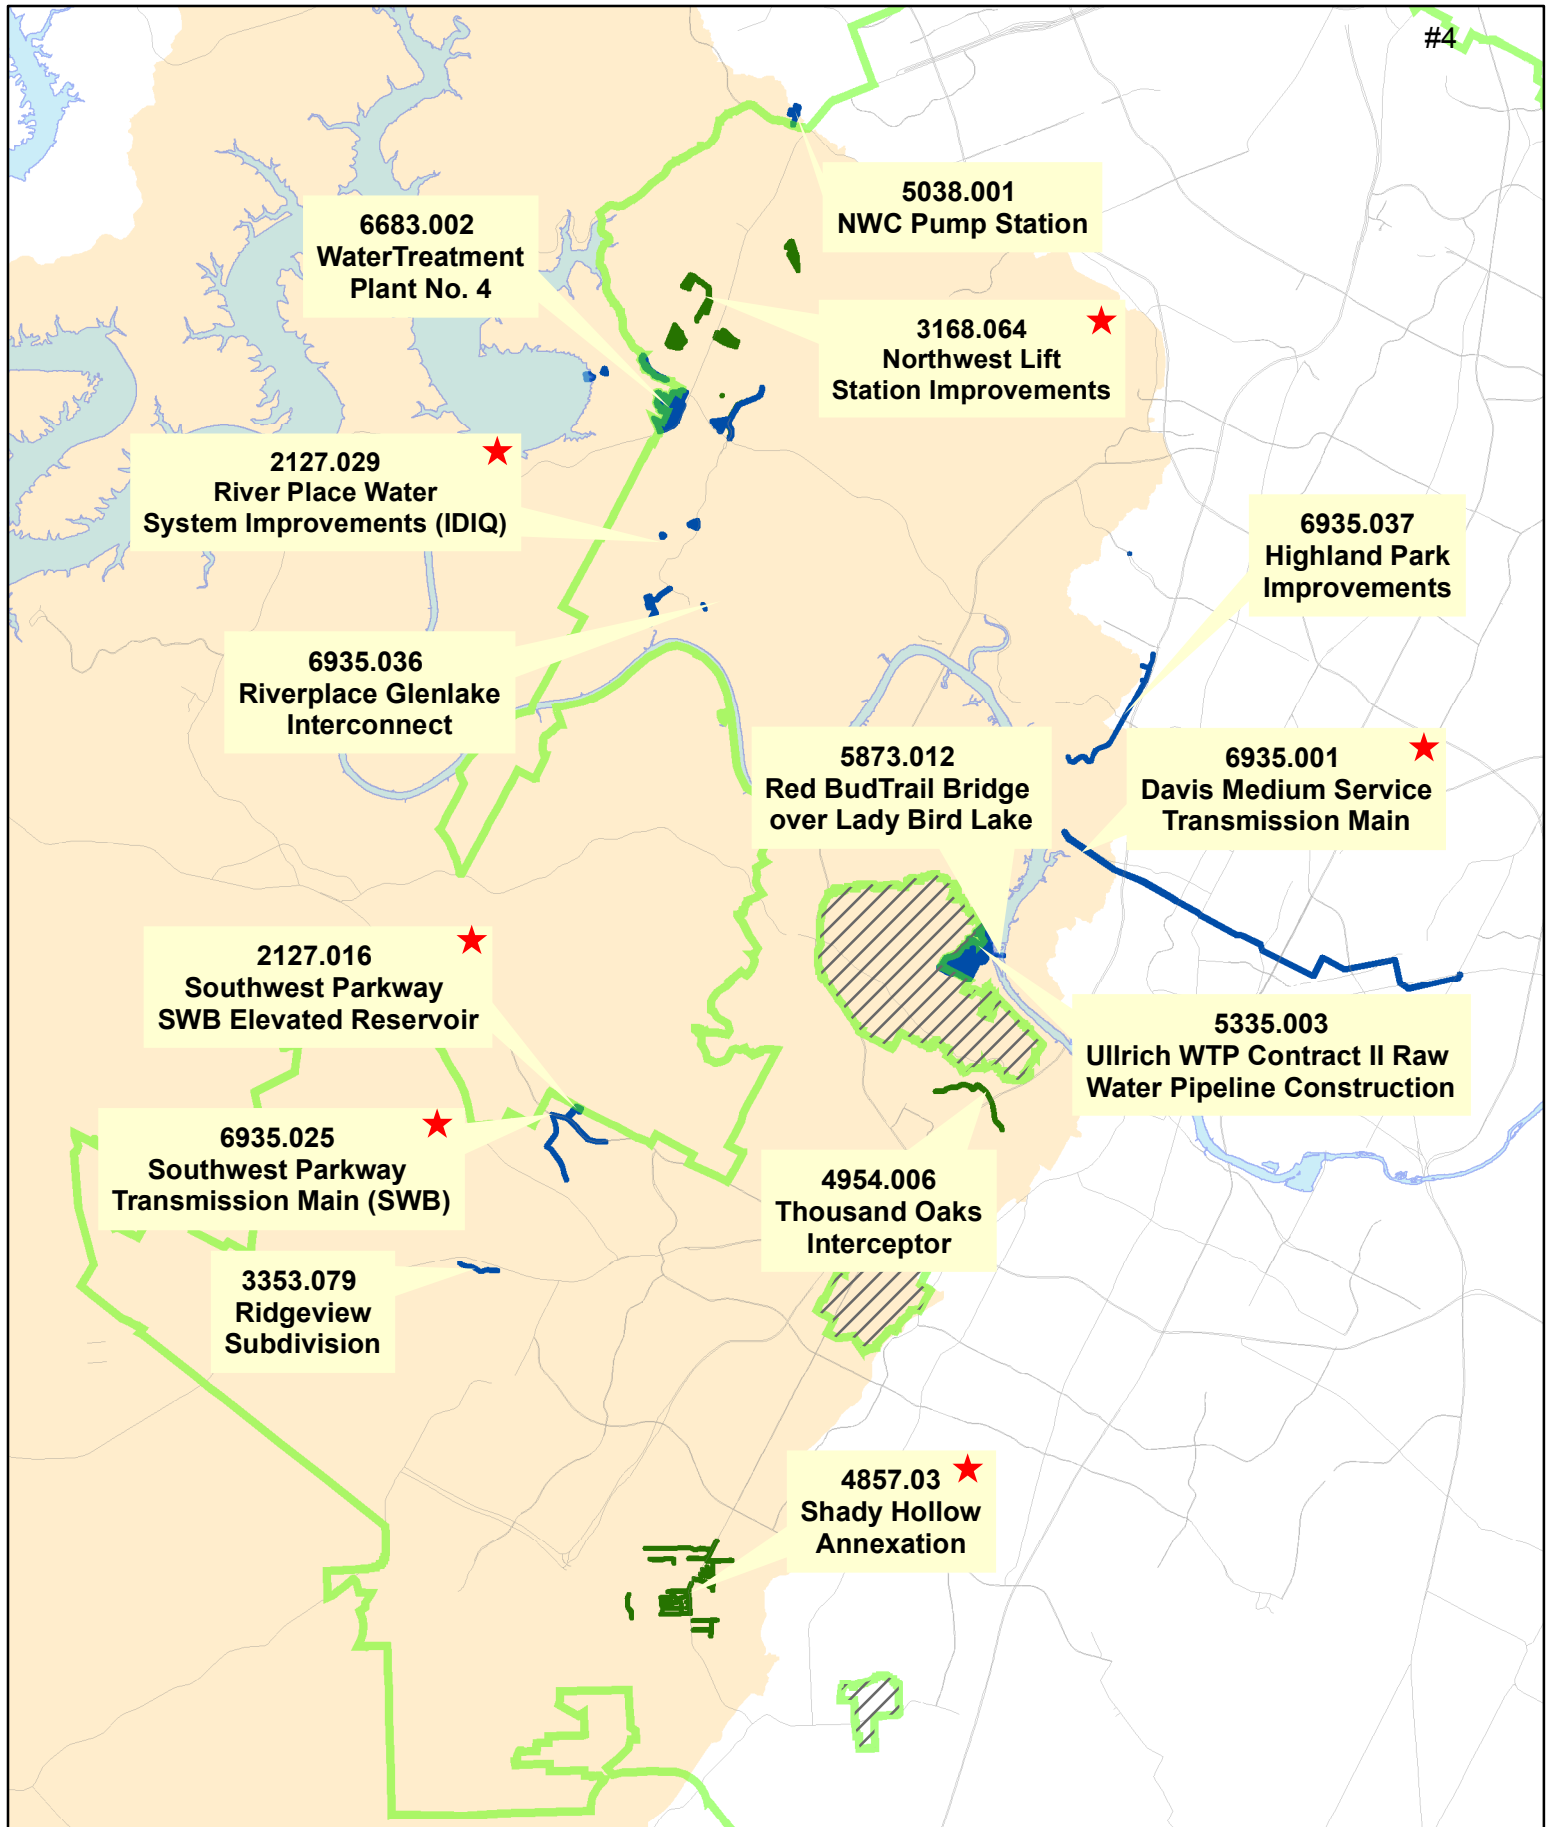 #4
5038.001
NWC Pump Station
6683.002
WaterTreatment
Plant No. 4
3168.064
Northwest Lift
Station Improvements
2127.029
River Place Water
System Improvements (IDIQ)
6935.037
Highland Park
Improvements
6935.036
Riverplace Glenlake
Interconnect
5873.012
Red BudTrail Bridge
over Lady Bird Lake
6935.001
Davis Medium Service
Transmission Main
2127.016
Southwest Parkway
SWB Elevated Reservoir
5335.003
Ullrich WTP Contract II Raw
Water Pipeline Construction
6935.025
Southwest Parkway
Transmission Main (SWB)
4954.006
Thousand Oaks
Interceptor
3353.079
Ridgeview
Subdivision
4857.03
Shady Hollow
Annexation